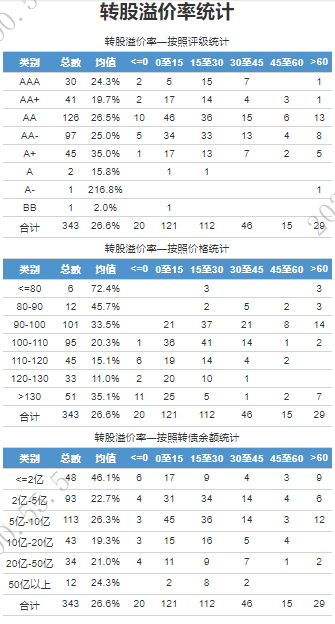 转股溢价率统计
转股溢价率—按照评级统计
类别 总数 均值 <=0 0至15 15至30 30至45 45至60 >60
AAA 30 24.3% 2 5 15 7 1
AA+ 41 19.7% 2 17 14 4 3 1
AA 126 26.5% 10 46 36 15 6 13
AA- 97 25.0% 5 34 33 13 4 8
A+ 45 35.0% 1 17 13 7 2 5
A 2 15.8% 1 1
A- 1 216.8% 1
BB 1 2.0% 1
合计 343 26.6% 20 121 112 46 15 29
转股溢价率—按照价格统计
类别 总数 均值 <=0 0至15 15至30 30至45 45至60 >60
<=80 6 72.4% 3 3
80-90 12 45.7% 2 5 2 3
90-100 101 33.5% 21 37 21 8 14
100-110 95 20.3% 1 36 41 14 1 2
110-120 45 15.1% 6 19 14 4 2
120-130 33 11.0% 2 20 10 1
>130 51 35.1% 11 25 5 1 2 7
合计 343 26.6% 20 121 112 46 15 29
转股溢价率—按照转债余额统计
类别 总数 均值 <=0 0至15 15至30 30至45 45至60 >60
<=2亿 48 46.1% 6 17 9 4 3 9
2亿-5亿 93 22.7% 4 31 34 14 4 6
5亿-10亿 113 26.3% 3 45 36 14 3 12
10亿-20亿 43 19.3% 3 15 16 5 4
20亿-50亿 34 21.0% 4 11 9 7 1 2
50亿以上 12 24.3% 2 8 2
合计 343 26.6% 20 121 112 46 15 29